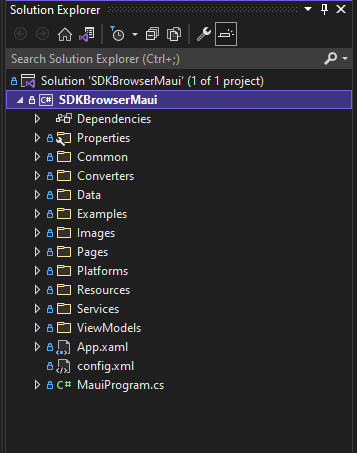 Solution Explorer
Search Solution Explorer (Ctrl+;)
Solution 'SDKBrowserMaui' (1 of 1 project)
C# SDKBrowserMaui
Dependencies
Properties
Common
Converters
Data
Examples
Images
Pages
Platforms
Resources
Services
ViewModels
App.xaml
config.xml
C# MauiProgram.cs